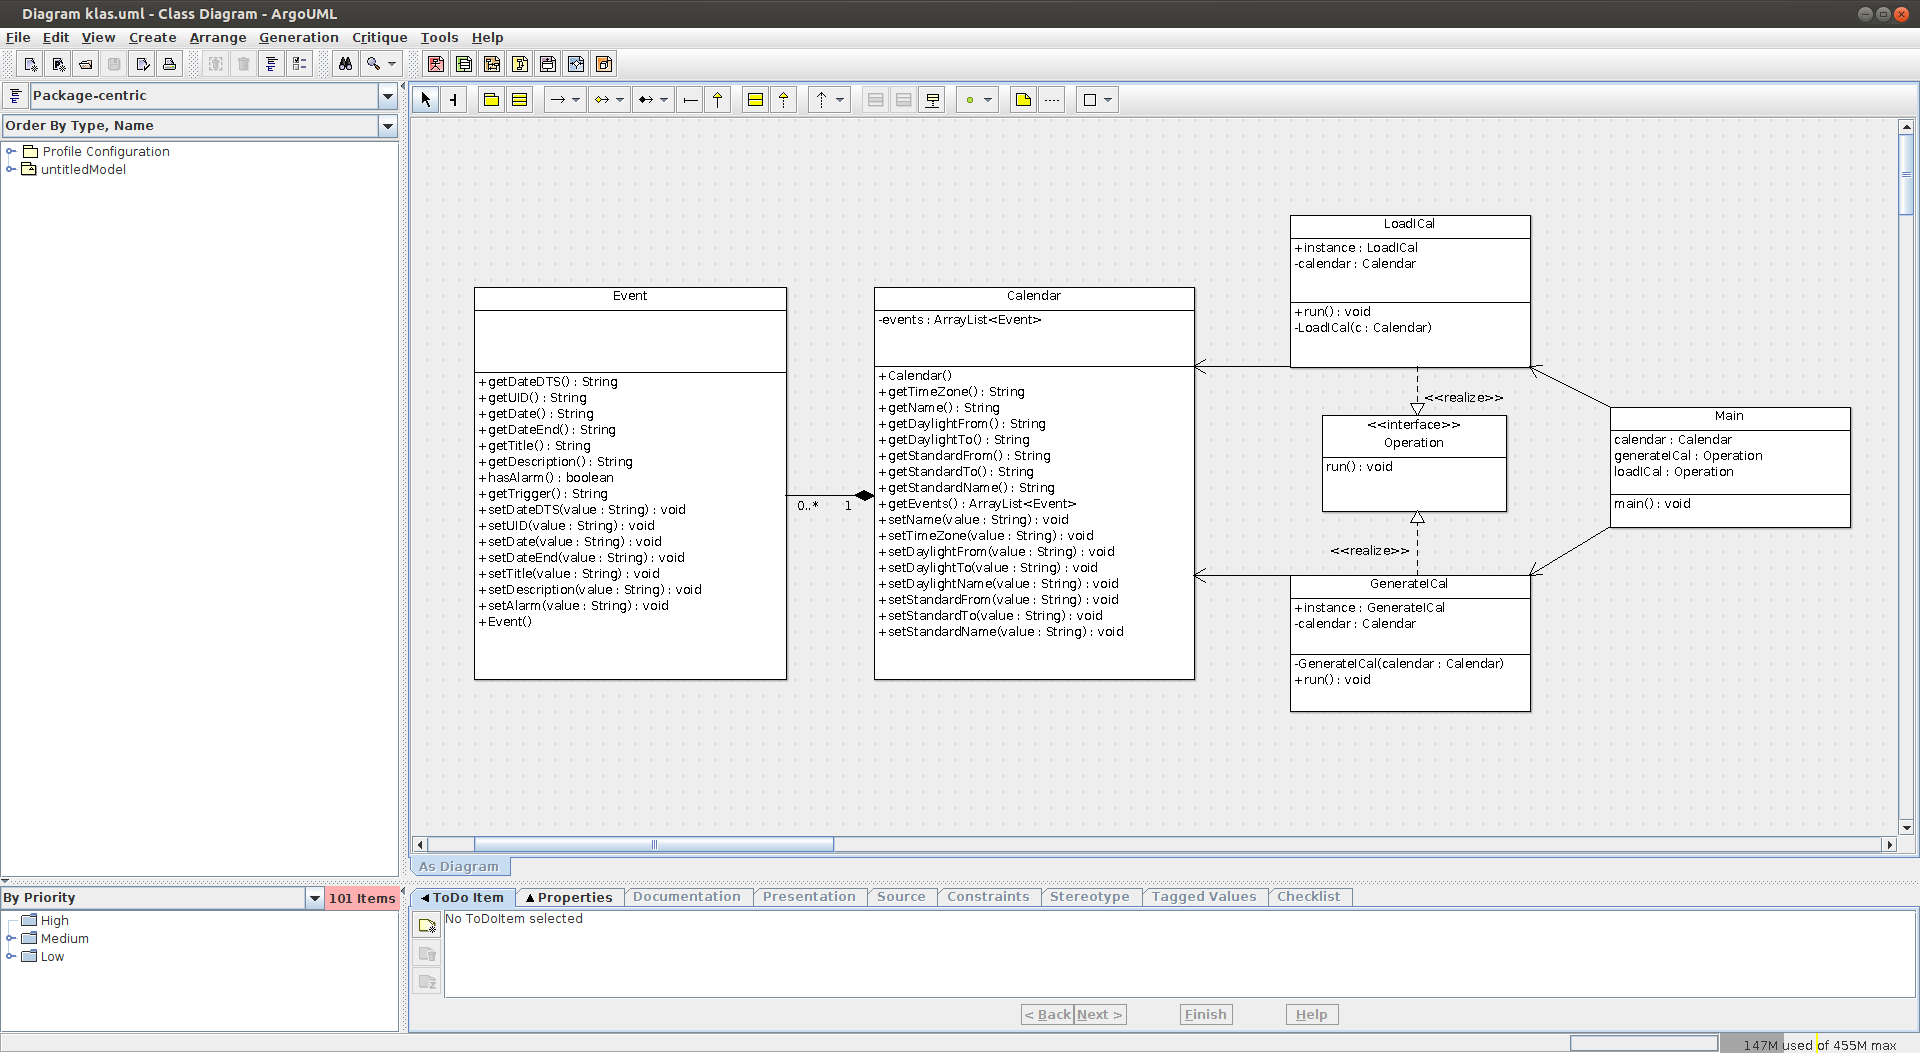 Diagram klas.uml - Class Diagram - ArgoUML
File Edit View Create Arrange Generation Critique Tools Help
Package-centric
Order By Type, Name
Profile Configuration
untitledModel
Event
+getDateDTS() : String
+getUID() : String
+getDate() : String
+getDateEnd() : String
+getTitle() : String
+getDescription() : String
+hasAlarm() : boolean
+getTrigger() : String
+setDateDTS(value : String) : void
+setUID(value : String) : void
+setDate(value : String) : void
+setDateEnd(value : String) : void
+setTitle(value : String) : void
+setDescription(value : String) : void
+setAlarm(value : String) : void
+Event()
0..* 1
Calendar
-events : ArrayList<Event>
+Calendar()
+getTimeZone() : String
+getName() : String
+getDaylightFrom() : String
+getDaylightTo() : String
+getStandardFrom() : String
+getStandardTo() : String
+getStandardName() : String
+getEvents() : ArrayList<Event>
+setName(value : String) : void
+setTimeZone(value : String) : void
+setDaylightFrom(value : String) : void
+setDaylightTo(value : String) : void
+setDaylightName(value : String) : void
+setStandardFrom(value : String) : void
+setStandardTo(value : String) : void
+setStandardName(value : String) : void
LoadICal
+instance : LoadICal
-calendar : Calendar
+run() : void
-LoadICal(c : Calendar)
<<realize>>
<<interface>>
Operation
run() : void
<<realize>>
GenerateICal
+instance : GenerateICal
-calendar : Calendar
-GenerateICal(calendar : Calendar)
+run() : void
Main
calendar : Calendar
generateICal : Operation
loadICal : Operation
main() : void
As Diagram
By Priority 101 Items
High
Medium
Low
ToDo Item Properties Documentation Presentation Source Constraints Stereotype Tagged Values Checklist
No ToDoItem selected
< Back Next > Finish Help
147M used of 455M max